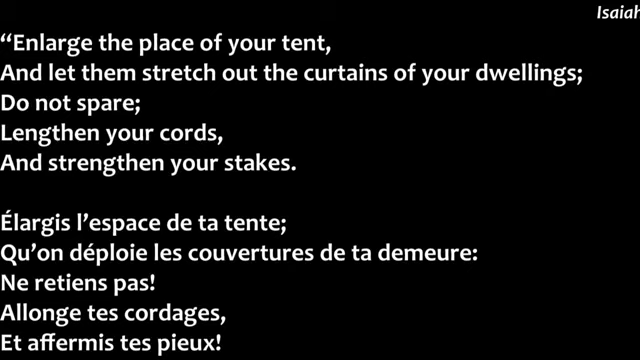 Isaiah
“Enlarge the place of your tent,
And let them stretch out the curtains of your dwellings;
Do not spare;
Lengthen your cords,
And strengthen your stakes.
Élargis l’espace de ta tente;
Qu’on déploie les couvertures de ta demeure:
Ne retiens pas!
Allonge tes cordages,
Et affermis tes pieux!